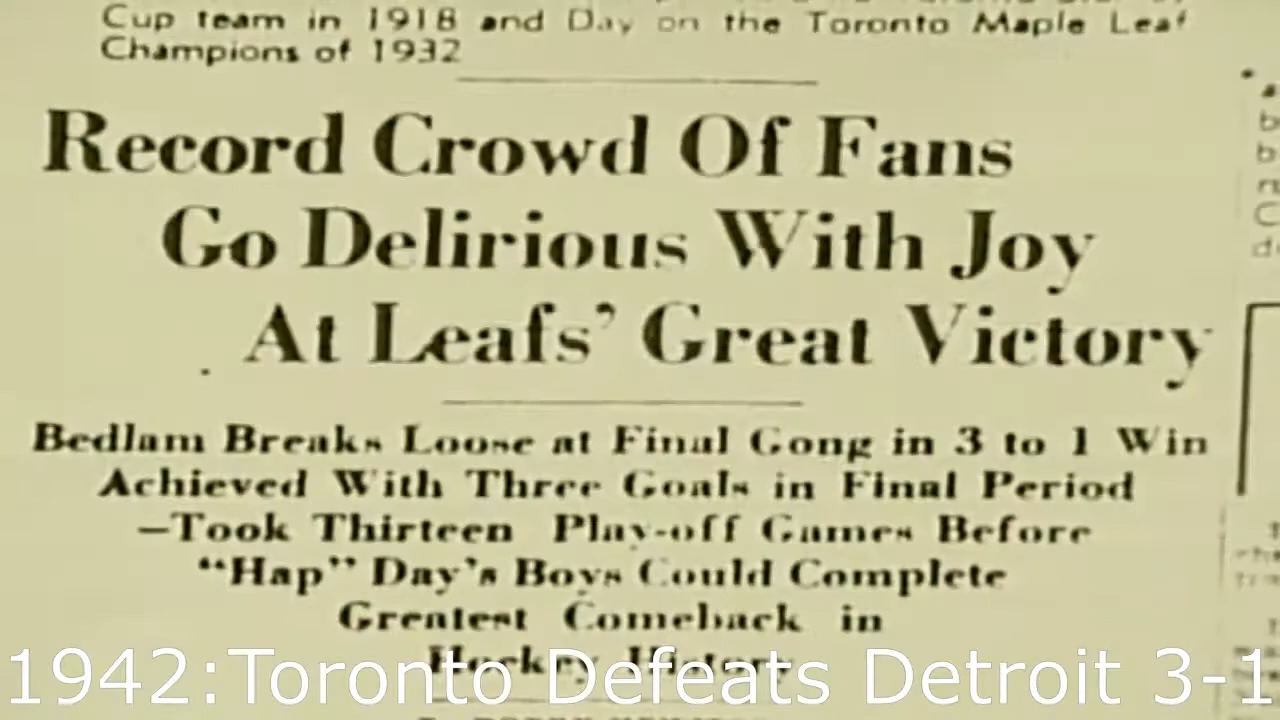 Cup team in 1918 and Day on the Toronto Maple Leaf
Champions of 1932
Record Crowd Of Fans
Go Delirious With Joy
At Leafs' Great Victory
Bedlam Breaks Loose at Final Gong in 3 to 1 Win
Achieved With Three Goals in Final Period
—Took Thirteen Play-off Games Before
“Hap” Day's Boys Could Complete
Greatest Comeback in
Hockey History
1942:Toronto Defeats Detroit 3-1